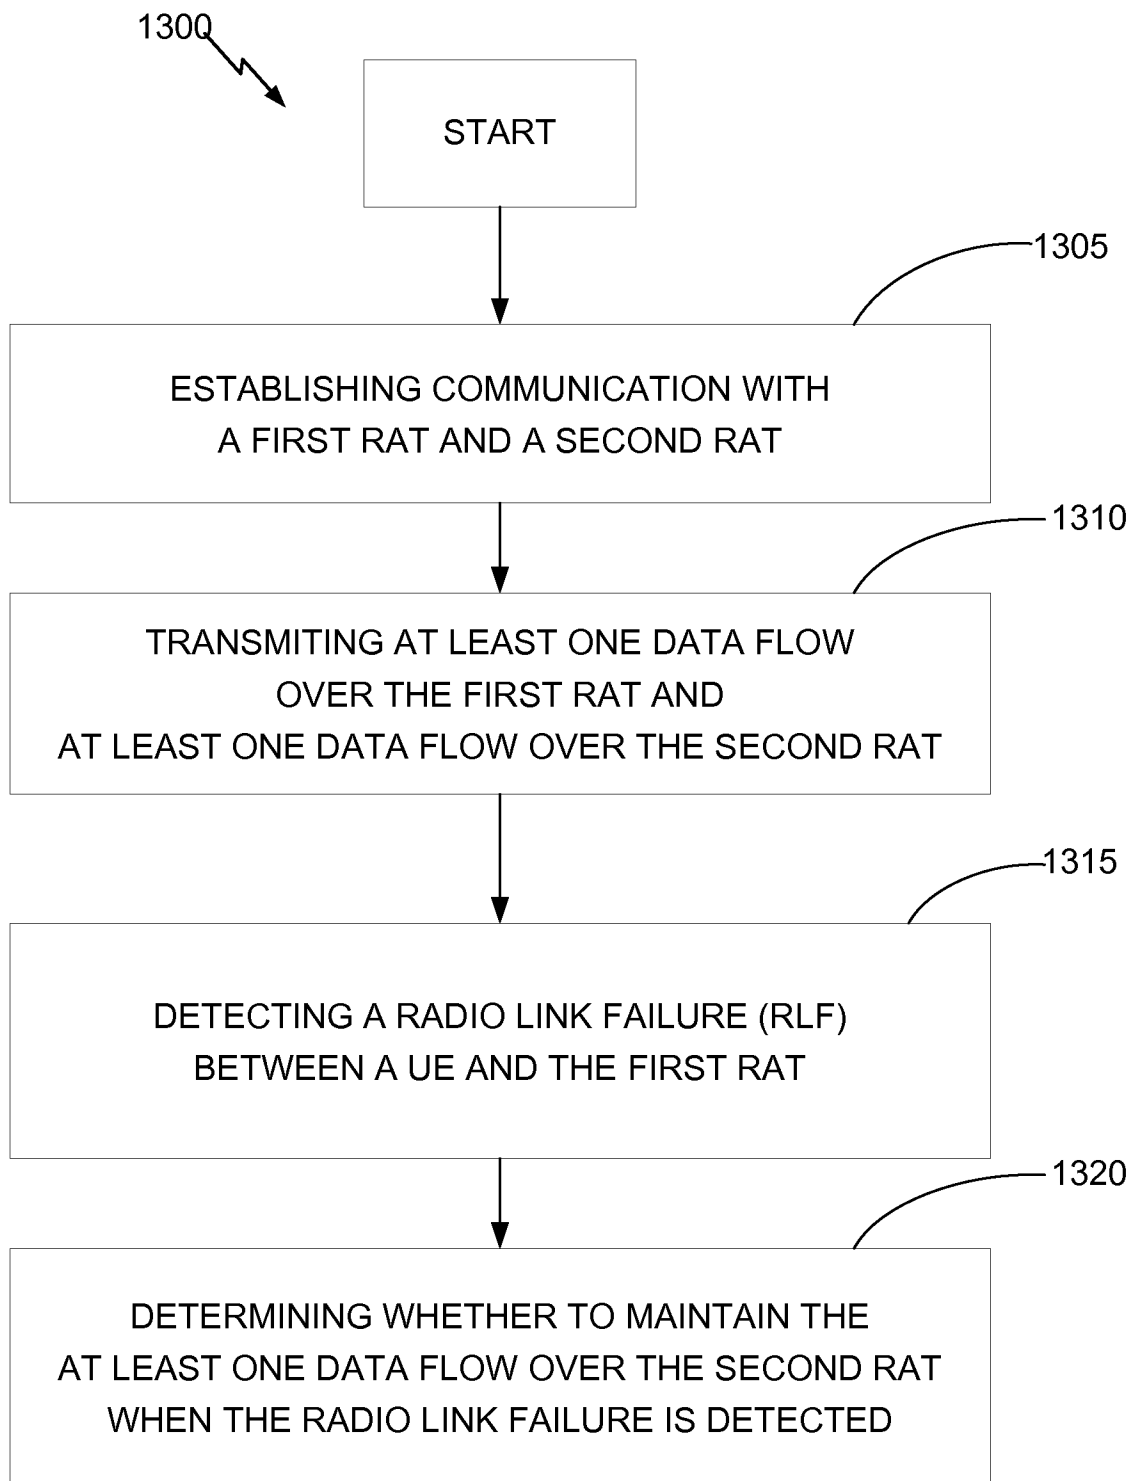 1300
START
1305
ESTABLISHING COMMUNICATION WITH
A FIRST RAT AND A SECOND RAT
1310
TRANSMITING AT LEAST ONE DATA FLOW
OVER THE FIRST RAT AND
AT LEAST ONE DATA FLOW OVER THE SECOND RAT
1315
DETECTING A RADIO LINK FAILURE (RLF)
BETWEEN A UE AND THE FIRST RAT
1320
DETERMINING WHETHER TO MAINTAIN THE
AT LEAST ONE DATA FLOW OVER THE SECOND RAT
WHEN THE RADIO LINK FAILURE IS DETECTED